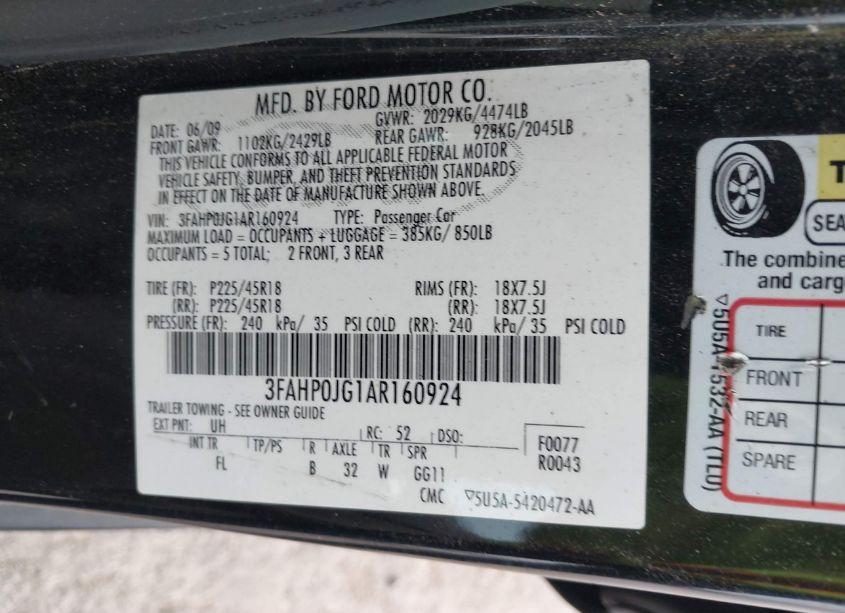 MFD. BY FORD MOTOR CO.
DATE: 06/09 GVWR: 2029KG/4474LB
FRONT GAWR: 1102KG/2429LB REAR GAWR: 928KG/2045LB
THIS VEHICLE CONFORMS TO ALL APPLICABLE FEDERAL MOTOR
VEHICLE SAFETY, BUMPER, AND THEFT PREVENTION STANDARDS
IN EFFECT ON THE DATE OF MANUFACTURE SHOWN ABOVE.
VIN: 3FAHP0JG1AR160924 TYPE: Passenger Car
MAXIMUM LOAD = OCCUPANTS + LUGGAGE = 385KG/ 850LB
OCCUPANTS = 5 TOTAL; 2 FRONT, 3 REAR
TIRE (FR): P225/45R18 RIMS (FR): 18X7.5J
(RR): P225/45R18 (RR): 18X7.5J
PRESSURE (FR): 240 kPa/ 35 PSI COLD (RR): 240 kPa/ 35 PSI COLD
3FAHP0JG1AR160924
TRAILER TOWING - SEE OWNER GUIDE
EXT PNT: UH RC: 52 DSO:
INT TR TP/PS R AXLE TR SPR F0077
FL B 32 W GG11 R0043
CMC ▽5U5A-5420472-AA
T
SEA
The combine
and carg
TIRE
FRONT
REAR
SPARE
▽5U5A-1532-AA (TLU)